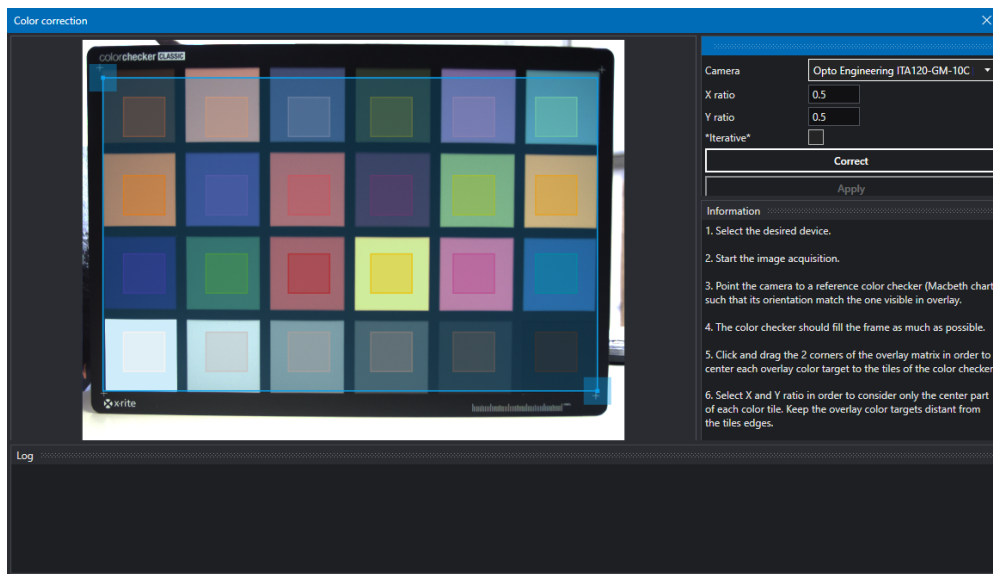 Color correction
colorchecker CLASSIC
x-rite
Camera
Opto Engineering ITA120-GM-10C
X ratio
0.5
Y ratio
0.5
*Iterative*
Correct
Apply
Information
1. Select the desired device.
2. Start the image acquisition.
3. Point the camera to a reference color checker (Macbeth chart
such that its orientation match the one visible in overlay.
4. The color checker should fill the frame as much as possible.
5. Click and drag the 2 corners of the overlay matrix in order to
center each overlay color target to the tiles of the color checker
6. Select X and Y ratio in order to consider only the center part
of each color tile. Keep the overlay color targets distant from
the tiles edges.
Log